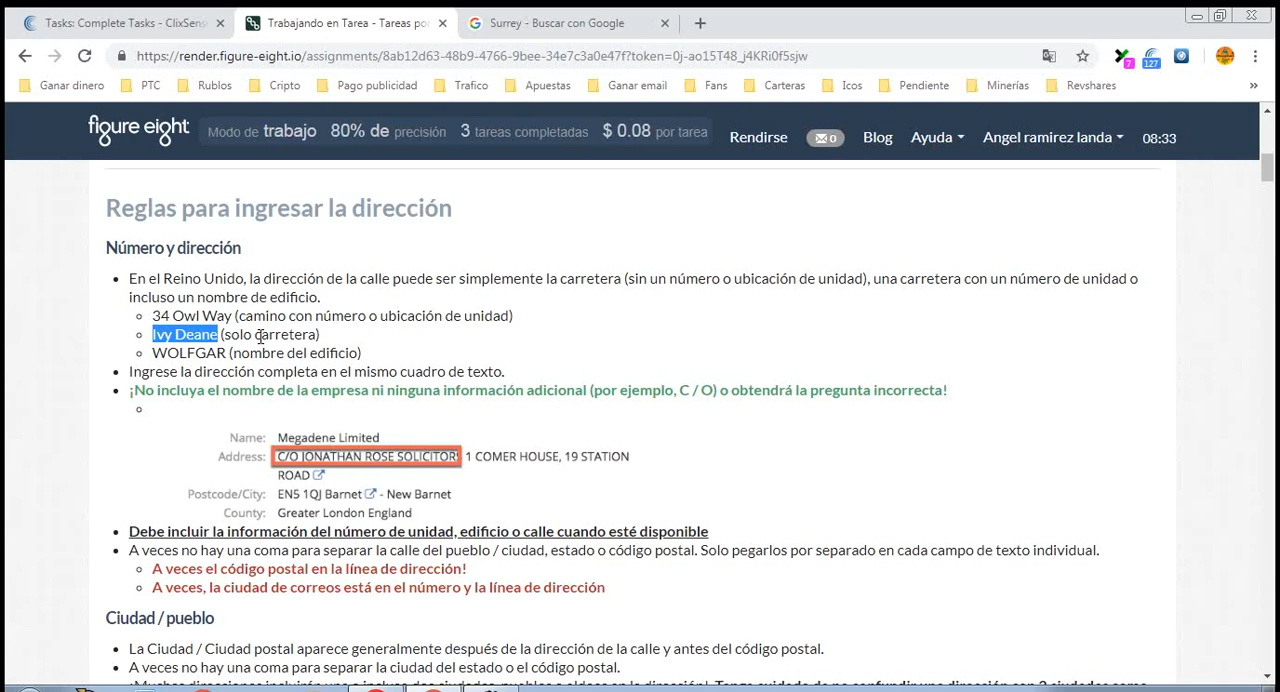 Tasks: Complete Tasks - ClixSens
Trabajando en Tarea - Tareas por
Surrey - Buscar con Google
https://render.figure-eight.io/assignments/8ab12d63-48b9-4766-9bee-34e7c3a0e47f?token=0j-ao15T48_j4KRi0f5sjw
7
127
Ganar dinero
PTC
Rublos
Cripto
Pago publicidad
Trafico
Apuestas
Ganar email
Fans
Carteras
Icos
Pendiente
Minerías
Revshares
»
figure eight
Modo de trabajo 80% de precisión 3 tareas completadas $ 0.08 por tarea
Rendirse
0
Blog
Ayuda
Angel ramirez landa
08:33
Reglas para ingresar la dirección
Número y dirección
En el Reino Unido, la dirección de la calle puede ser simplemente la carretera (sin un número o ubicación de unidad), una carretera con un número de unidad o
incluso un nombre de edificio.
34 Owl Way (camino con número o ubicación de unidad)
Ivy Deane (solo carretera)
WOLFGAR (nombre del edificio)
Ingrese la dirección completa en el mismo cuadro de texto.
¡No incluya el nombre de la empresa ni ninguna información adicional (por ejemplo, C / O) o obtendrá la pregunta incorrecta!
Name: Megadene Limited
Address: C/O JONATHAN ROSE SOLICITORS 1 COMER HOUSE, 19 STATION
ROAD
Postcode/City: EN5 1QJ Barnet - New Barnet
County: Greater London England
Debe incluir la información del número de unidad, edificio o calle cuando esté disponible
A veces no hay una coma para separar la calle del pueblo / ciudad, estado o código postal. Solo pegarlos por separado en cada campo de texto individual.
A veces el código postal en la línea de dirección!
A veces, la ciudad de correos está en el número y la línea de dirección
Ciudad / pueblo
La Ciudad / Ciudad postal aparece generalmente después de la dirección de la calle y antes del código postal.
A veces no hay una coma para separar la ciudad del estado o el código postal.